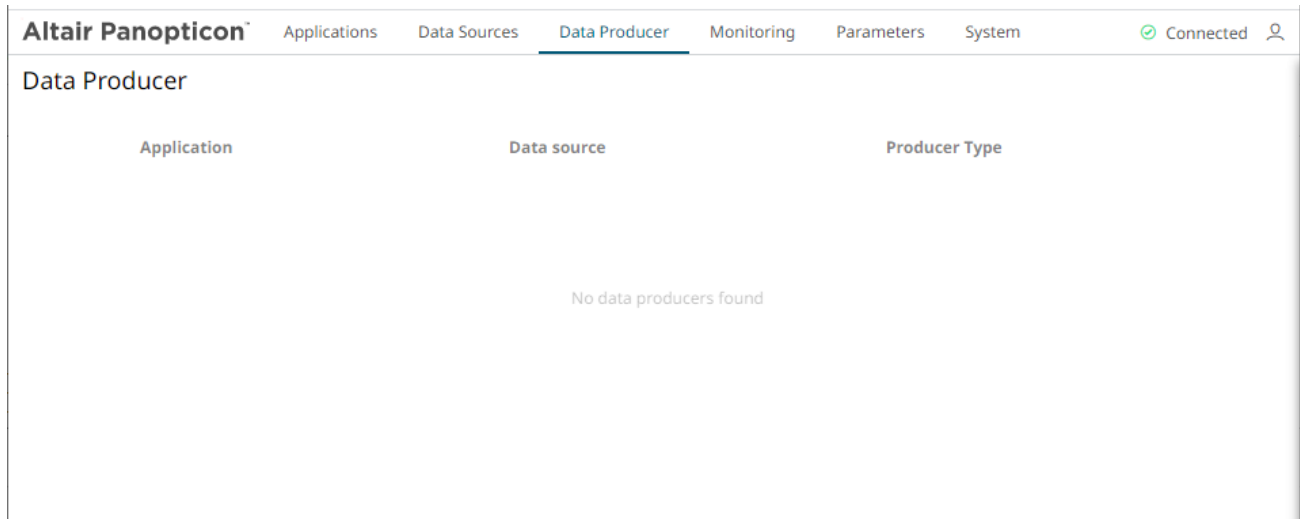 Altair Panopticon™ Applications Data Sources Data Producer Monitoring Parameters System Connected
Data Producer
Application Data source Producer Type
No data producers found